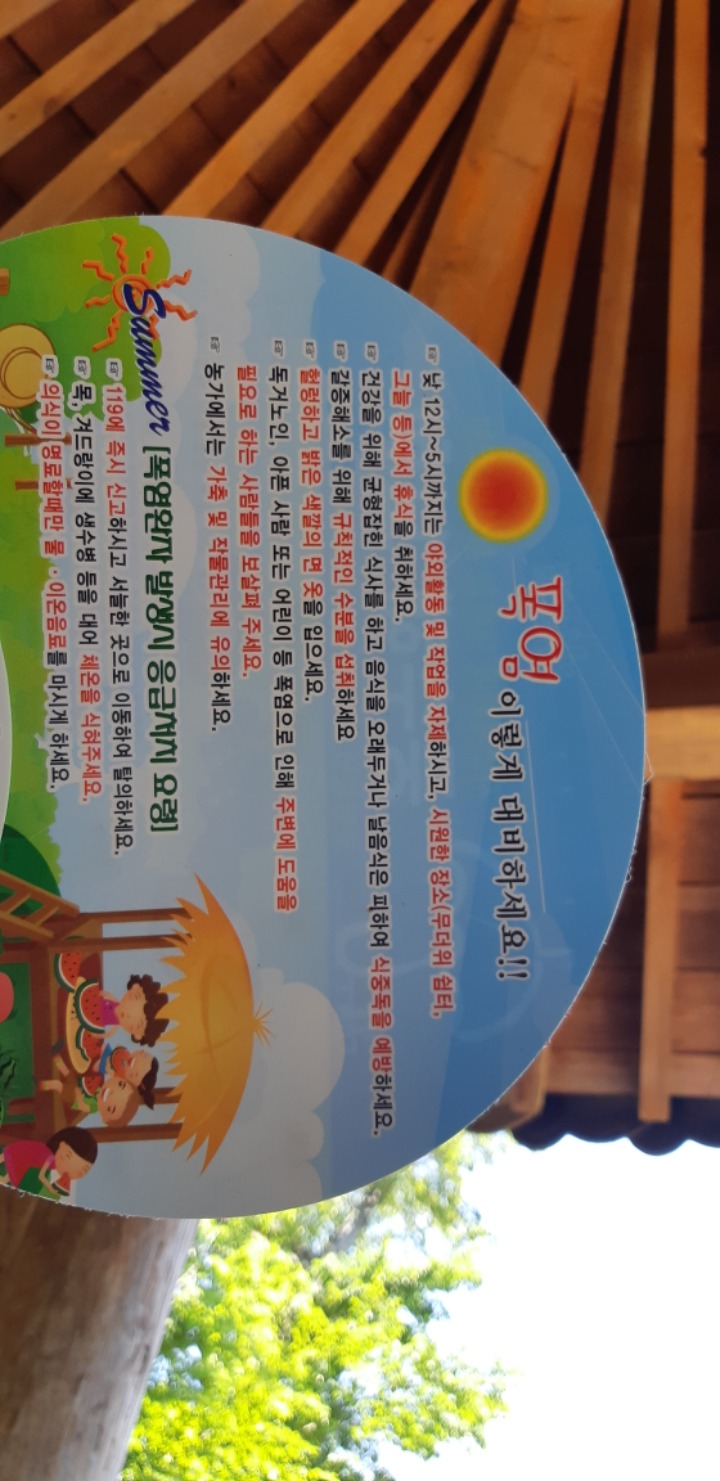 폭염 이렇게 대비하세요!!
☞ 낮 12시~5시까지는 야외활동 및 작업을 자제하시고, 시원한 장소(무더위 쉼터,
그늘 등)에서 휴식을 취하세요.
☞ 건강을 위해 균형잡힌 식사를 하고 음식을 오래두거나 날음식은 피하여 식중독을 예방하세요.
☞ 갈증해소를 위해 규칙적인 수분을 섭취하세요
☞ 헐렁하고 밝은 색깔의 면 옷을 입으세요.
☞ 독거노인, 아픈 사람 또는 어린이 등 폭염으로 인해 주변에 도움을
필요로 하는 사람들을 보살펴 주세요.
☞ 농가에서는 가축 및 작물관리에 유의하세요.
Sammer [폭염환자 발생시 응급처치 요령]
☞ 119에 즉시 신고하시고 서늘한 곳으로 이동하여 탈의하세요.
☞ 목, 겨드랑이에 생수병 등을 대어 체온을 식혀주세요.
☞ 의식이 명료할때만 물·이온음료를 마시게 하세요.